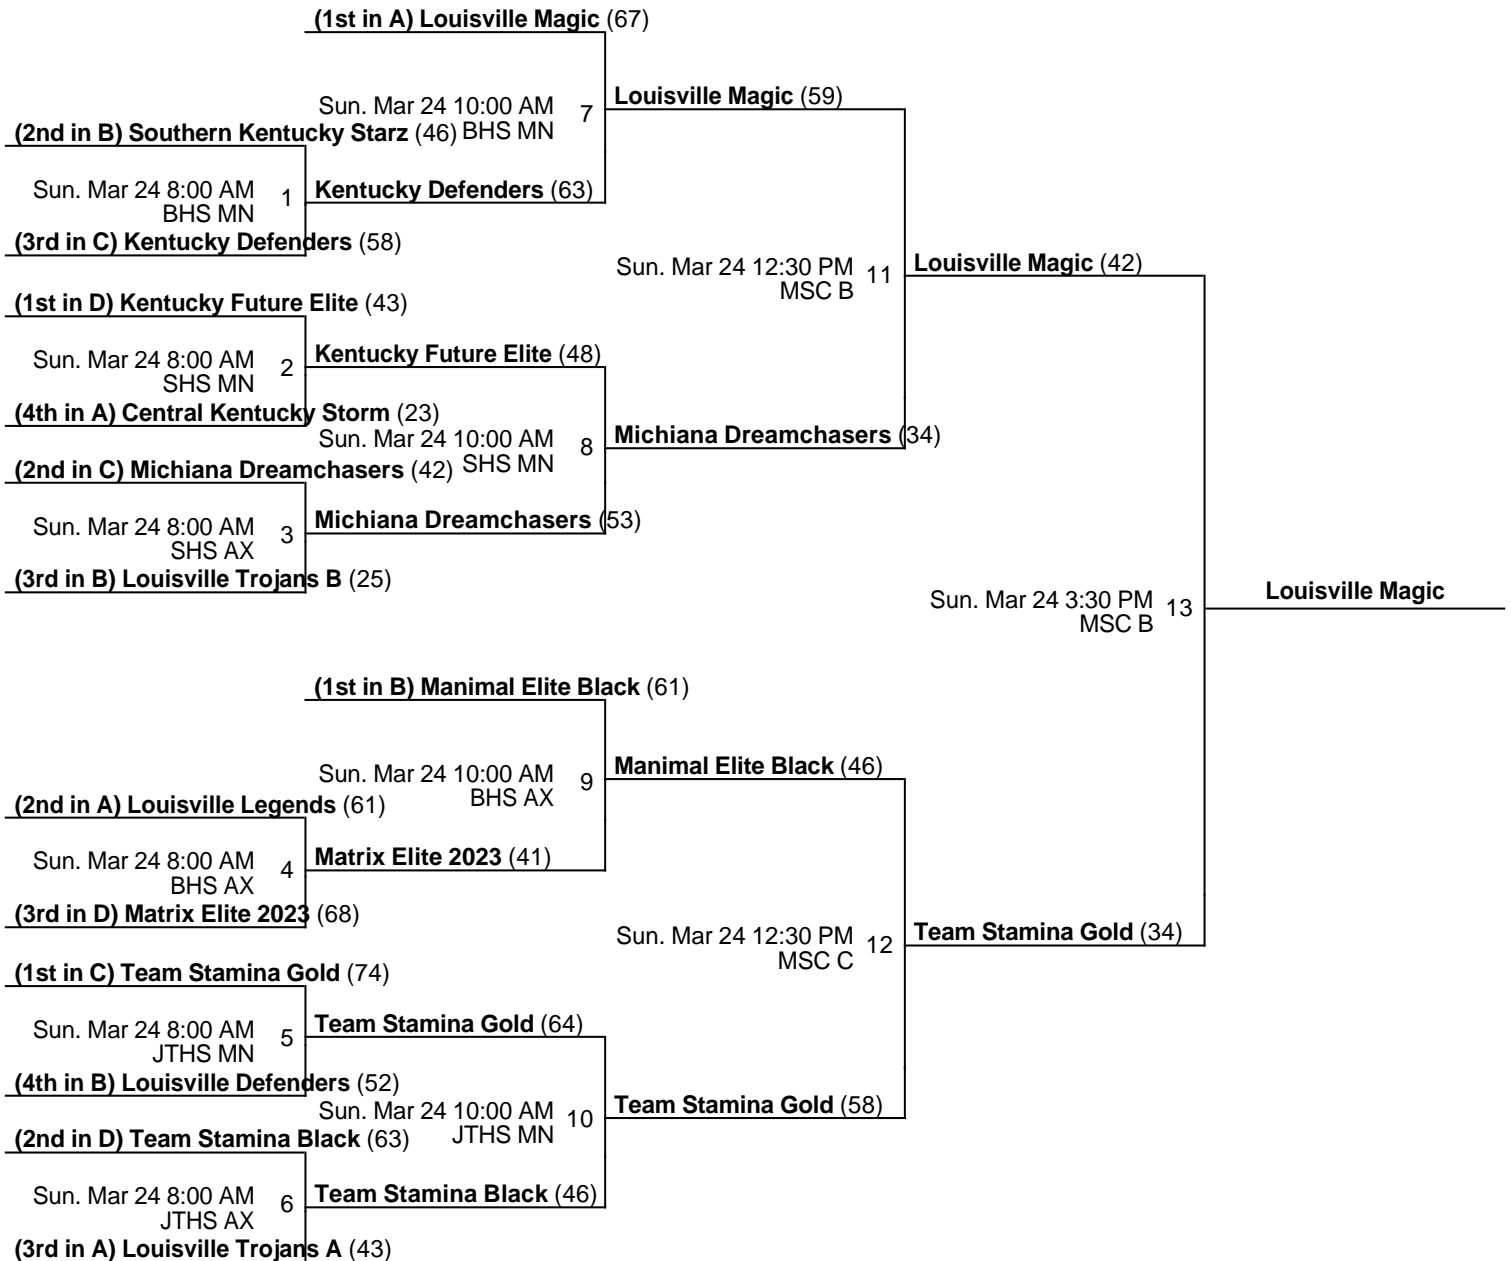 (1st in A) Louisville Magic (67)
Louisville Magic (59)
Sun. Mar 24 10:00 AM
7
BHS MN
(2nd in B) Southern Kentucky Starz (46)
Sun. Mar 24 8:00 AM
1
BHS MN
Kentucky Defenders (63)
(3rd in C) Kentucky Defenders (58)
Sun. Mar 24 12:30 PM
11
MSC B
Louisville Magic (42)
(1st in D) Kentucky Future Elite (43)
Sun. Mar 24 8:00 AM
2
SHS MN
Kentucky Future Elite (48)
(4th in A) Central Kentucky Storm (23)
Sun. Mar 24 10:00 AM
8
SHS MN
Michiana Dreamchasers (34)
(2nd in C) Michiana Dreamchasers (42)
Sun. Mar 24 8:00 AM
3
SHS AX
Michiana Dreamchasers (53)
(3rd in B) Louisville Trojans B (25)
Sun. Mar 24 3:30 PM
13
MSC B
Louisville Magic
(1st in B) Manimal Elite Black (61)
Sun. Mar 24 10:00 AM
9
BHS AX
Manimal Elite Black (46)
(2nd in A) Louisville Legends (61)
Sun. Mar 24 8:00 AM
4
BHS AX
Matrix Elite 2023 (41)
(3rd in D) Matrix Elite 2023 (68)
Sun. Mar 24 12:30 PM
12
MSC C
Team Stamina Gold (34)
(1st in C) Team Stamina Gold (74)
Sun. Mar 24 8:00 AM
5
JTHS MN
Team Stamina Gold (64)
(4th in B) Louisville Defenders (52)
Sun. Mar 24 10:00 AM
10
JTHS MN
Team Stamina Gold (58)
(2nd in D) Team Stamina Black (63)
Sun. Mar 24 8:00 AM
6
JTHS AX
Team Stamina Black (46)
(3rd in A) Louisville Trojans A (43)